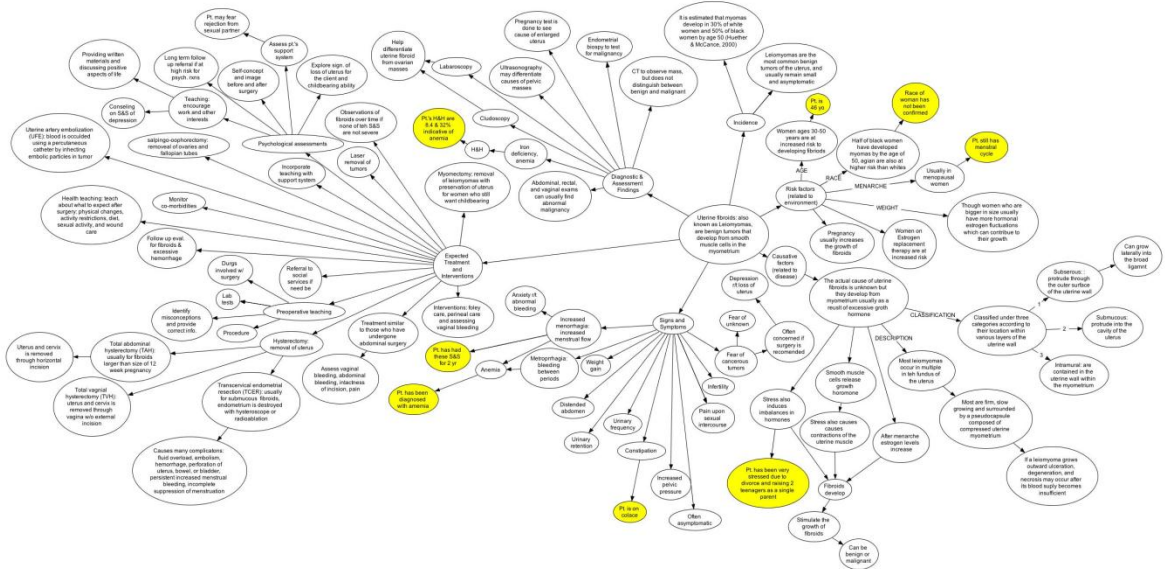 Pt. may fear
rejection from
sexual partner
Assess pt.'s
support
system
Providing written
materials and
discussing positive
aspects of life
Long term follow
up referral if at
high risk for
psych. rxns
Self-concept
and image
before and after
surgery
Explore sign. of
loss of uterus for
the client and
childbearing ability
Conseling
on S&S of
depression
Teaching:
encourage
work and other
interests
Psychological assessments
Observations of
fibroids over time if
none of teh S&S
are not severe
Uterine artery embolization
(UFE): blood is occulded
using a percutaneous
catheter by infecting
embolic particles in tumor
salpingo-oophorectomy:
removal of ovaries and
fallopian tubes
Incorporate
teaching with
support system
Laser
removal of
tumors
Monitor
co-morbidities
Health teaching: teach
about what to expect after
surgery; physical changes,
activity restrictions, diet,
sexual activity, and wound
care
Follow up eval.
for fibroids &
excessive
hemorrhage
Myomectomy: removal
of leiomyomas with
preservation of uterus
for women who still
want childbearing
Expected
Treatment
and
Interventions
Durgs
involved w/
surgery
Referral to
social
services if
need be
Lab
tests
Preoperative teaching
Identify
misconceptions
and provide
correct info.
Procedure
Hysterectomy:
removal of uterus
Total abdominal
hysterectomy (TAH):
usually for fibroids
larger than size of 12
week pregnancy
Uterus and cervix
is removed
through horizontal
incision
Total vagnial
hysterectomy (TVH):
uterus and cervix is
removed through
vagina w/o external
incision
Transcervical endometrial
resection (TCER): usually
for submucous fibroids,
endometrium is destroyed
with hysteroscope or
radioablation
Causes many complicatons:
fluid overload, embolism,
hemorrhage, perforation of
uterus, bowel, or bladder,
persistent increased menstrual
bleeding, incomplete
suppression of menstruation
Treatment similar
to those who have
undergone
abdominal surgery
Assess vaginal
bleeding, abdominal
bleeding, intactness
of incision, pain
Interventions: foley
care, perineal care
and assessing
vaginal bleeding
Help
differentiate
uterine fibroid
from ovarian
masses
Labaroscopy
Pregnancy test
is done to see
cause of enlarged
uterus
Ultrasonography
may differentiate
causes of pelvic
masses
Endometrial
biospy to test
for malignancy
CT to observe mass,
but does not
distinguish between
benign and malignant
Cludoscopy
Pt.'s H&H are
9.4 & 32%
indicative of
anemia
H&H
Iron
deficiency,
anemia
Abdominal, rectal,
and vaginal exams
can usually find
abnormal
malignancy
Diagnostic &
Assessment
Findings
It is estimated that myomas
develop in 30% of white
women and 50% of black
women by age 50 (Huether
& McCance, 2000)
Leiomyomas are the
most common benign
tumors of the uterus, and
usually remain small
and asymptomatic
Incidence
Pt. is
46 yo
Women ages 30-50
years are at
increased risk to
developing fibroids
AGE
Race of
woman has
not been
confirmed
Half of black women
have developed
myomas by the age
of 50, agian are also at
higher risk than whites
RACE
Pt. still has
menstral
cycle
Usually in
menopausal
women
MENARCHE
Risk factors
(related to
environment)
WEIGHT
Though women who are
bigger in size usually have
more hormonal
estrogen fluctuations
which can contribute to
their growth
Pregnancy
usually increases
the growth of
fibroids
Women on
Estrogen
replacement therapy
are at increased
risk
Uterine fibroids: also
known as Leiomyomas,
are benign tumors that
develop from smooth
muscle cells in the
myometrium
Causative
factors
(related to
disease)
The actual cause of uterine
fibroids is unknown but
they develop from
myometrum usually as a
result of excessive
groth hormone
CLASSIFICATION
Classified under three
categories according to
their location within
various layers of the
uterine wall
1
Subserous: :
protrude through
the outer surface
of the uterine wall
Can grow
laterally into
the broad
ligamnt
2
Submucous:
protrude into the
cavity of the
uterus
3
Intramural: are
contained in the
uterine wall within
the myometrium
DESCRIPTION
Most leiomyomas
occur in multiple
in teh fundus of
the uterus
Most are firm, slow
growing and surrounded
by a pseudocapsule
composed of
compressed uterine
myometrium
If a leiomyoma grows
outward ulceration,
degeneration, and
necrosis may occur after
its blood suply becomes
insufficient
Smooth
muscle cells
release growth
horomone
Stress also causes
causes
contractions of the
uterine muscle
After menarche
estrogen levels
increase
Stress also
induces
imbalances in
hormones
Pt. has been very
stressed due to
divorce and raising 2
teenagers as a single
parent
Fibroids
develop
Stimulate the
growth of
fibroids
Can be
benign or
malignant
Signs and
Symptoms
Anxiety r/t
abnormal
bleeding
Increased
menorrhagia:
increased
menstrual flow
Pt. has had
these S&S
for 2 yr
Anemia
Pt. has been
diagnosed
with anemia
Metroprrhagia:
bleeding between
periods
Weight
gain
Distended
abdomen
Urinary
retention
Urinary
frequency
Constipation
Pt. is on
colace
Increased
pelvic
pressure
Often
asymptomatic
Pain upon
sexual
intercourse
Infertility
Fear of
cancerous
tumors
Fear of
unknown
Often
concerned if
surgery is
recomended
Depression
r/t loss of
uterus